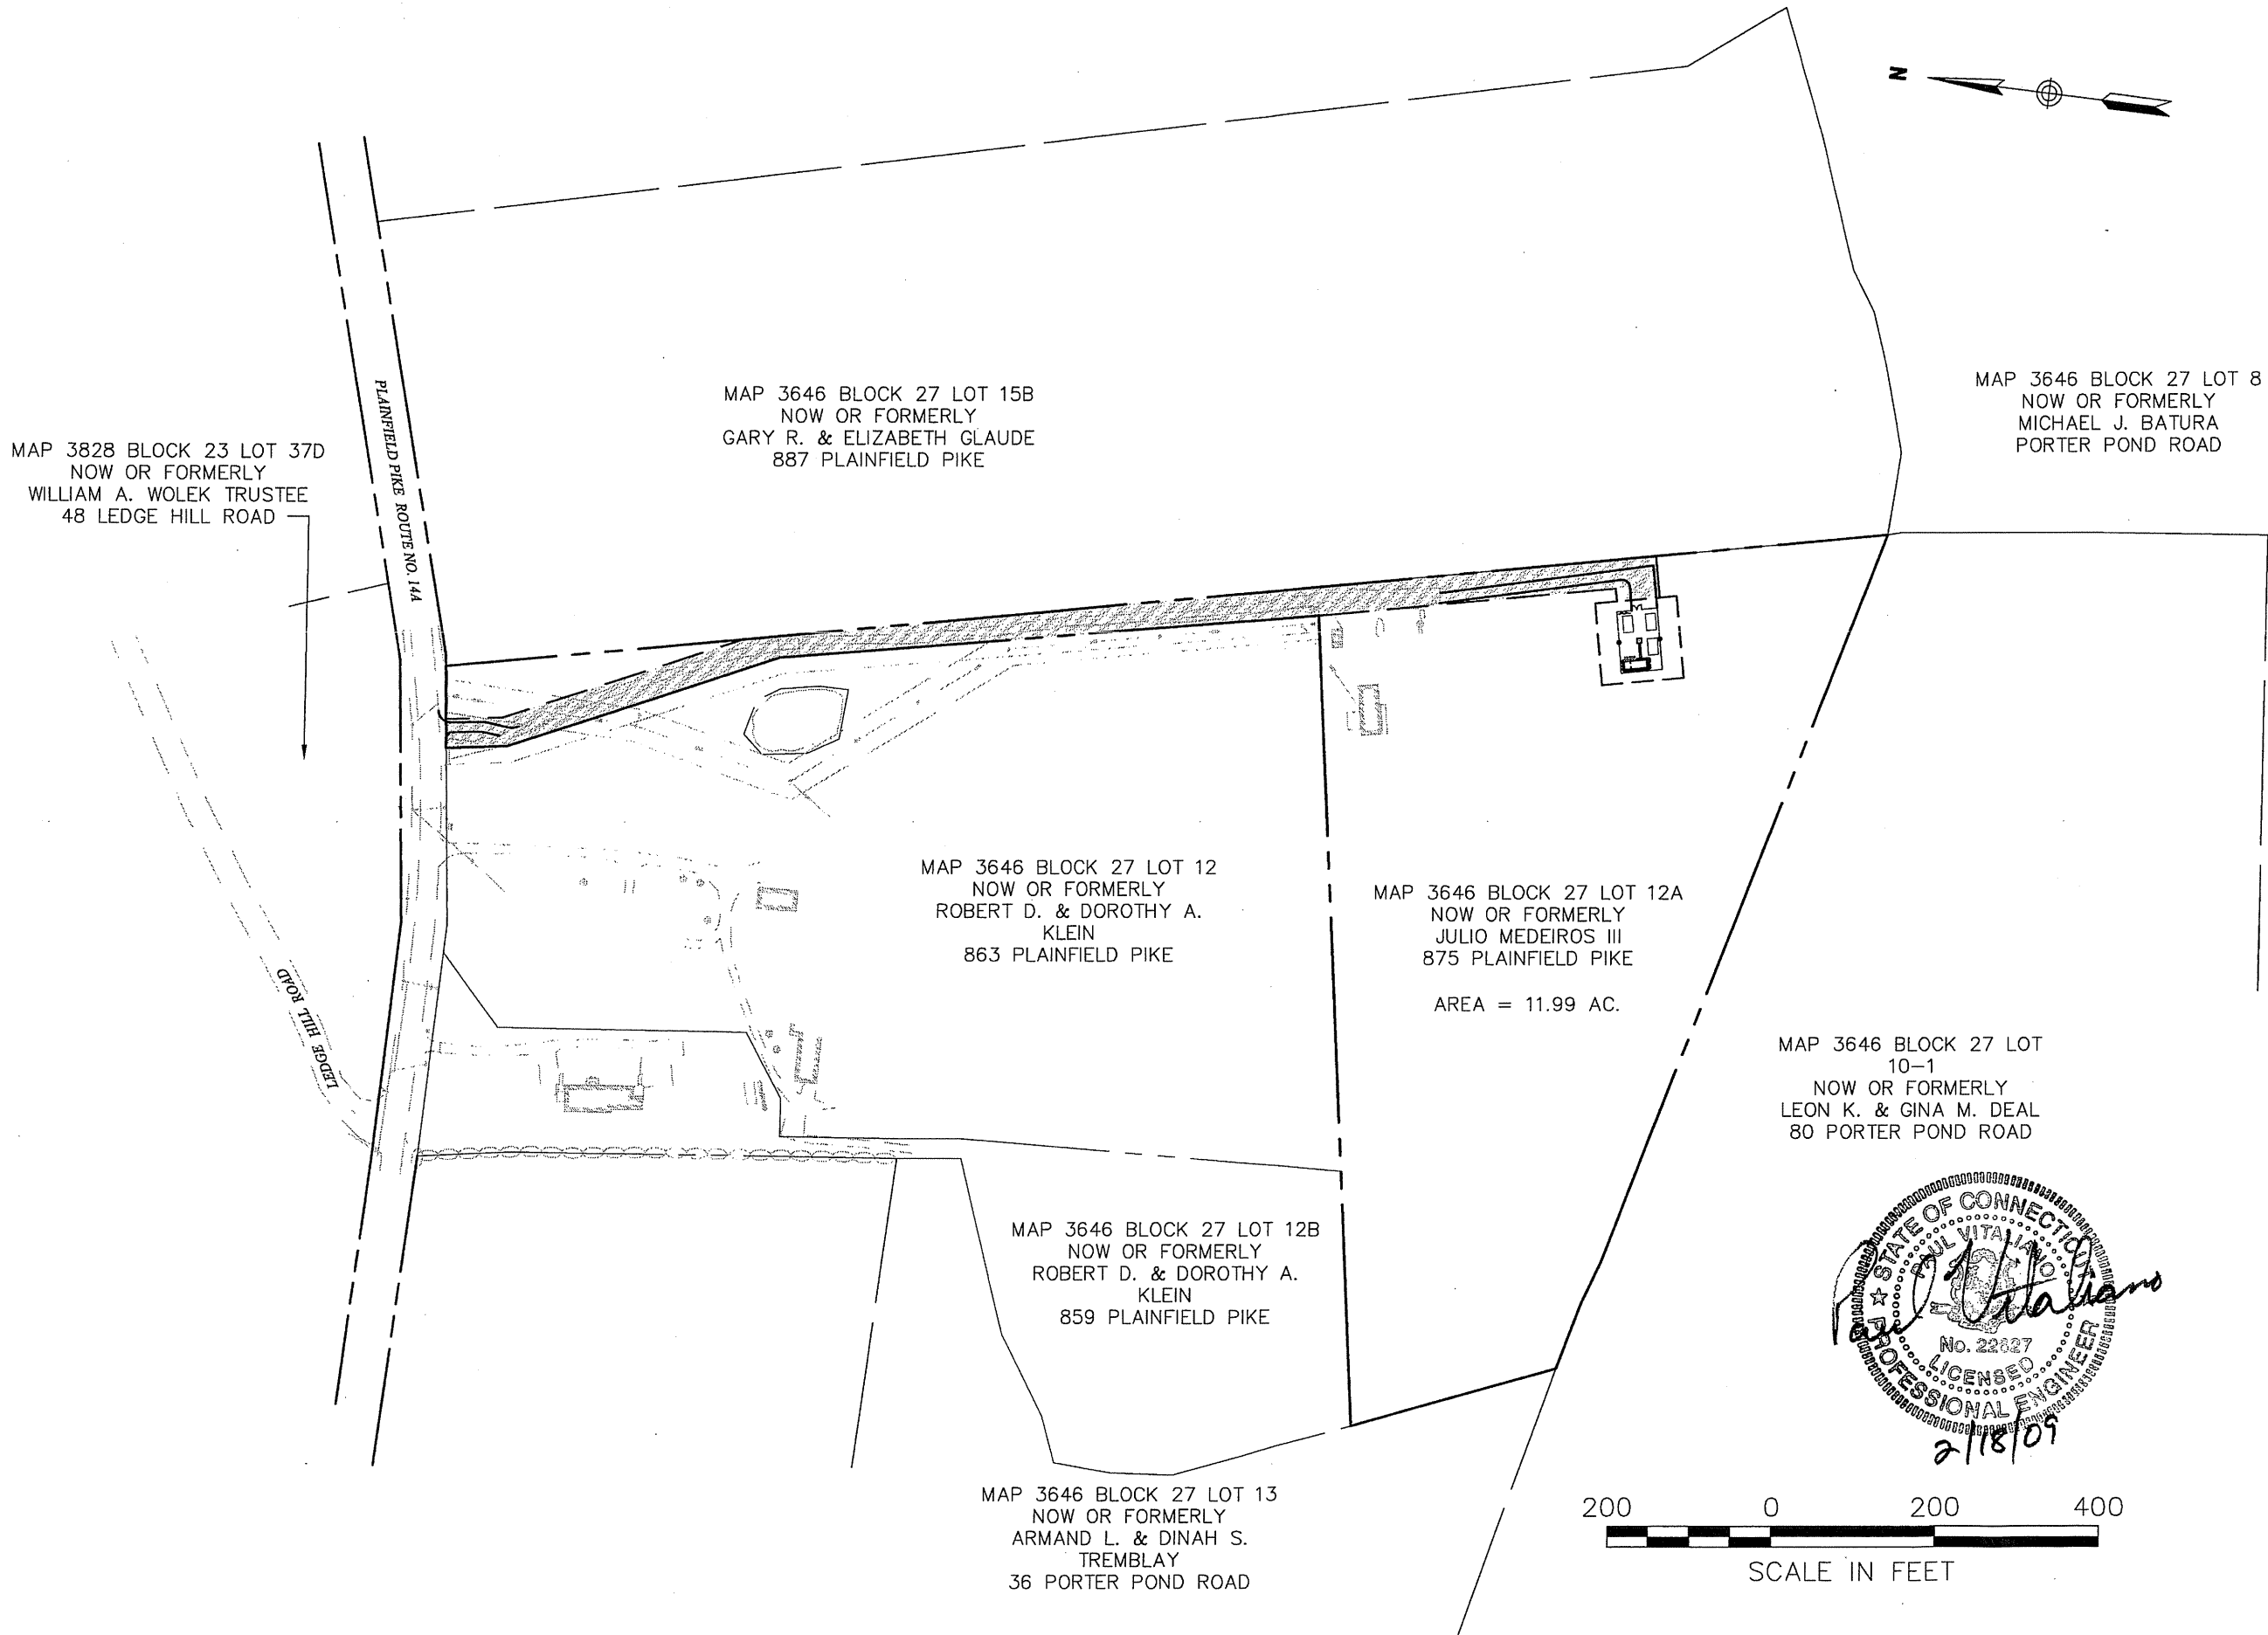 N
MAP 3646 BLOCK 27 LOT 15B
NOW OR FORMERLY
GARY R. & ELIZABETH GLAUDE
887 PLAINFIELD PIKE
MAP 3646 BLOCK 27 LOT 8
NOW OR FORMERLY
MICHAEL J. BATURA
PORTER POND ROAD
MAP 3828 BLOCK 23 LOT 37D
NOW OR FORMERLY
WILLIAM A. WOLEK TRUSTEE
48 LEDGE HILL ROAD
PLAINFIELD PIKE ROUTE NO. 14A
LEDGE HILL ROAD
MAP 3646 BLOCK 27 LOT 12
NOW OR FORMERLY
ROBERT D. & DOROTHY A.
KLEIN
863 PLAINFIELD PIKE
MAP 3646 BLOCK 27 LOT 12A
NOW OR FORMERLY
JULIO MEDEIROS III
875 PLAINFIELD PIKE
AREA = 11.99 AC.
MAP 3646 BLOCK 27 LOT
10-1
NOW OR FORMERLY
LEON K. & GINA M. DEAL
80 PORTER POND ROAD
MAP 3646 BLOCK 27 LOT 12B
NOW OR FORMERLY
ROBERT D. & DOROTHY A.
KLEIN
859 PLAINFIELD PIKE
MAP 3646 BLOCK 27 LOT 13
NOW OR FORMERLY
ARMAND L. & DINAH S.
TREMBLAY
36 PORTER POND ROAD
STATE OF CONNECTICUT
PAUL VITALIANO
Paul Vitaliano
No. 22827
LICENSED
PROFESSIONAL ENGINEER
2/18/09
200 0 200 400
SCALE IN FEET